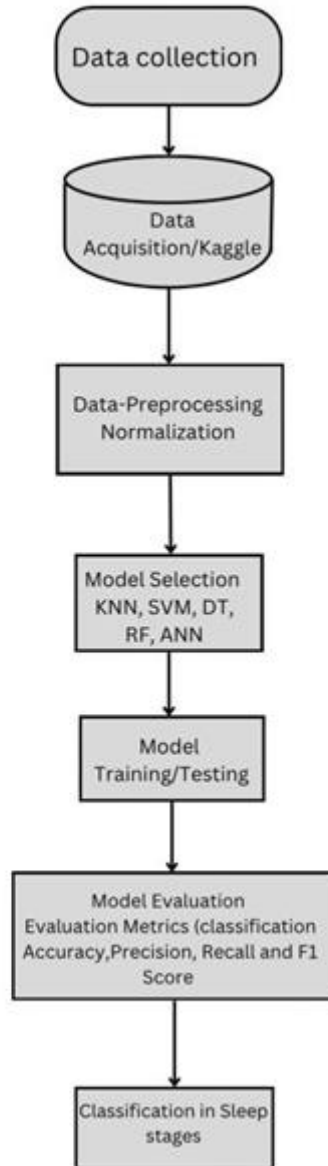 Data collection
Data
Acquisition/Kaggle
Data-Preprocessing
Normalization
Model Selection
KNN, SVM, DT,
RF, ANN
Model
Training/Testing
Model Evaluation
Evaluation Metrics (classification
Accuracy,Precision, Recall and F1
Score
Classification in Sleep
stages